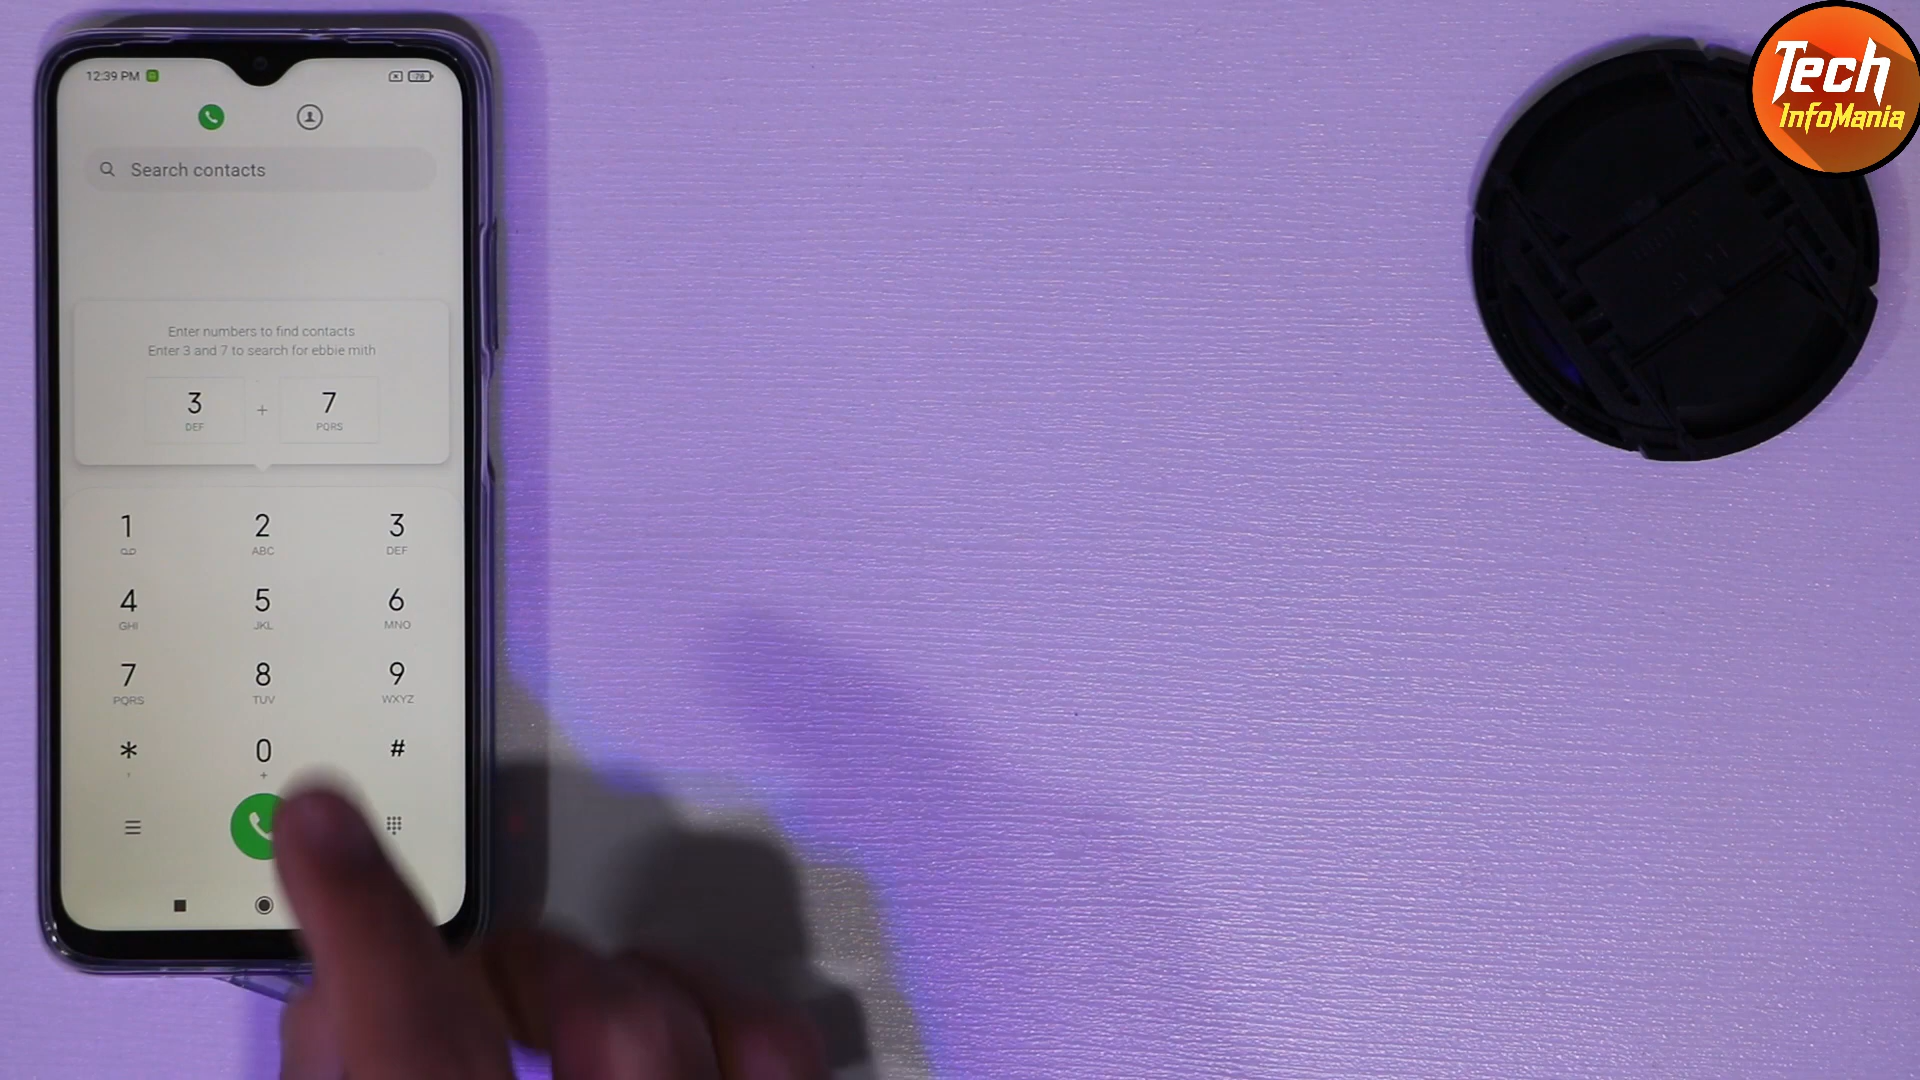 12:39 PM
78
Search contacts
Enter numbers to find contacts
Enter 3 and 7 to search for ebbie mith
3 + 7
DEF PQRS
1 2 3
ABC DEF
4 5 6
GHI JKL MNO
7 8 9
PQRS TUV WXYZ
* 0 #
, +
Tech
InfoMania